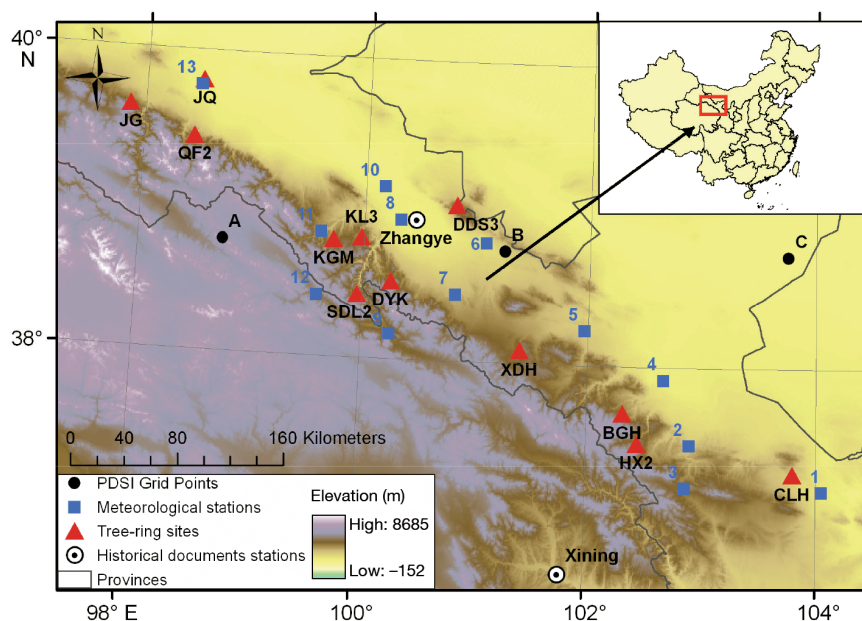 40°
N
13
JQ
JG
QF2
10
8
KL3
DDS3
A
11
Zhangye
6
B
C
KGM
12
7
DYK
SDL2
9
5
38°
XDH
4
BGH
2
HX2
3
1
CLH
0 40 80 160 Kilometers
PDSI Grid Points
Meteorological stations
Tree-ring sites
Historical documents stations
Provinces
Elevation (m)
High: 8685
Low: –152
Xining
98° E
100°
102°
104°